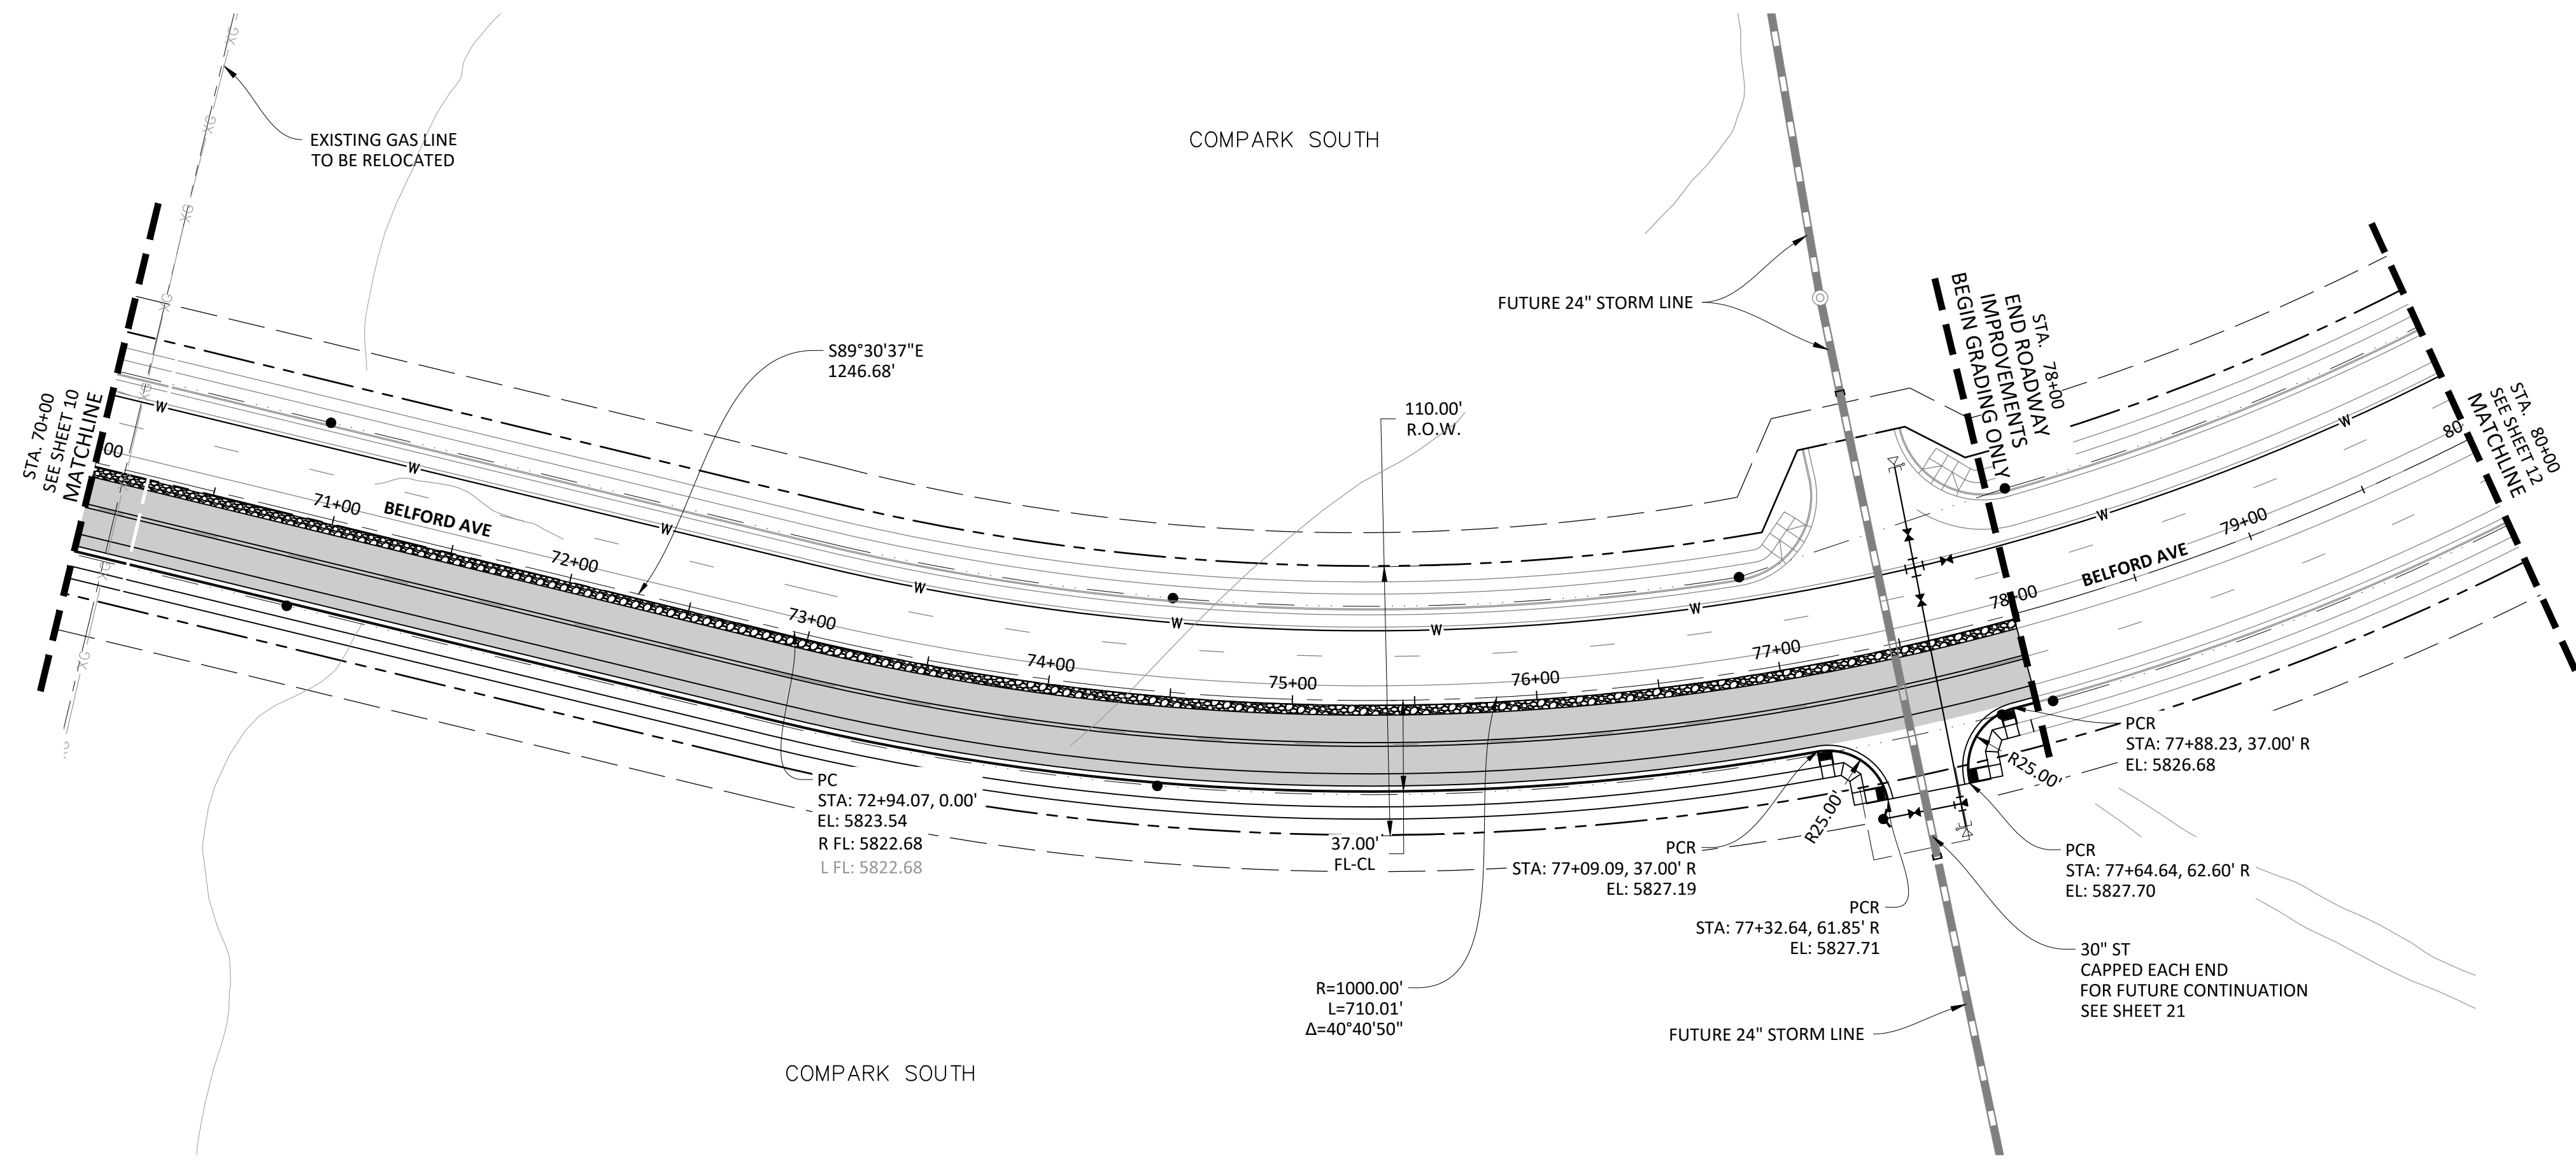 EXISTING GAS LINE
TO BE RELOCATED
COMPARK SOUTH
FUTURE 24" STORM LINE
S89°30'37"E
1246.68'
110.00'
R.O.W.
STA. 70+00
SEE SHEET 10
MATCHLINE
00
71+00
BELFORD AVE
72+00
73+00
74+00
75+00
76+00
77+00
78+00
79+00
80
BELFORD AVE
STA. 78+00
END ROADWAY
IMPROVEMENTS
BEGIN GRADING ONLY
STA. 80+00
SEE SHEET 12
MATCHLINE
XG
XG
XG
XG
XG
XG
XG
W
W
W
W
W
W
W
W
W
PC
STA: 72+94.07, 0.00'
EL: 5823.54
R FL: 5822.68
L FL: 5822.68
37.00'
FL-CL
PCR
STA: 77+09.09, 37.00' R
EL: 5827.19
R25.00'
PCR
STA: 77+32.64, 61.85' R
EL: 5827.71
R25.00'
PCR
STA: 77+88.23, 37.00' R
EL: 5826.68
PCR
STA: 77+64.64, 62.60' R
EL: 5827.70
30" ST
CAPPED EACH END
FOR FUTURE CONTINUATION
SEE SHEET 21
R=1000.00'
L=710.01'
Δ=40°40'50"
FUTURE 24" STORM LINE
COMPARK SOUTH